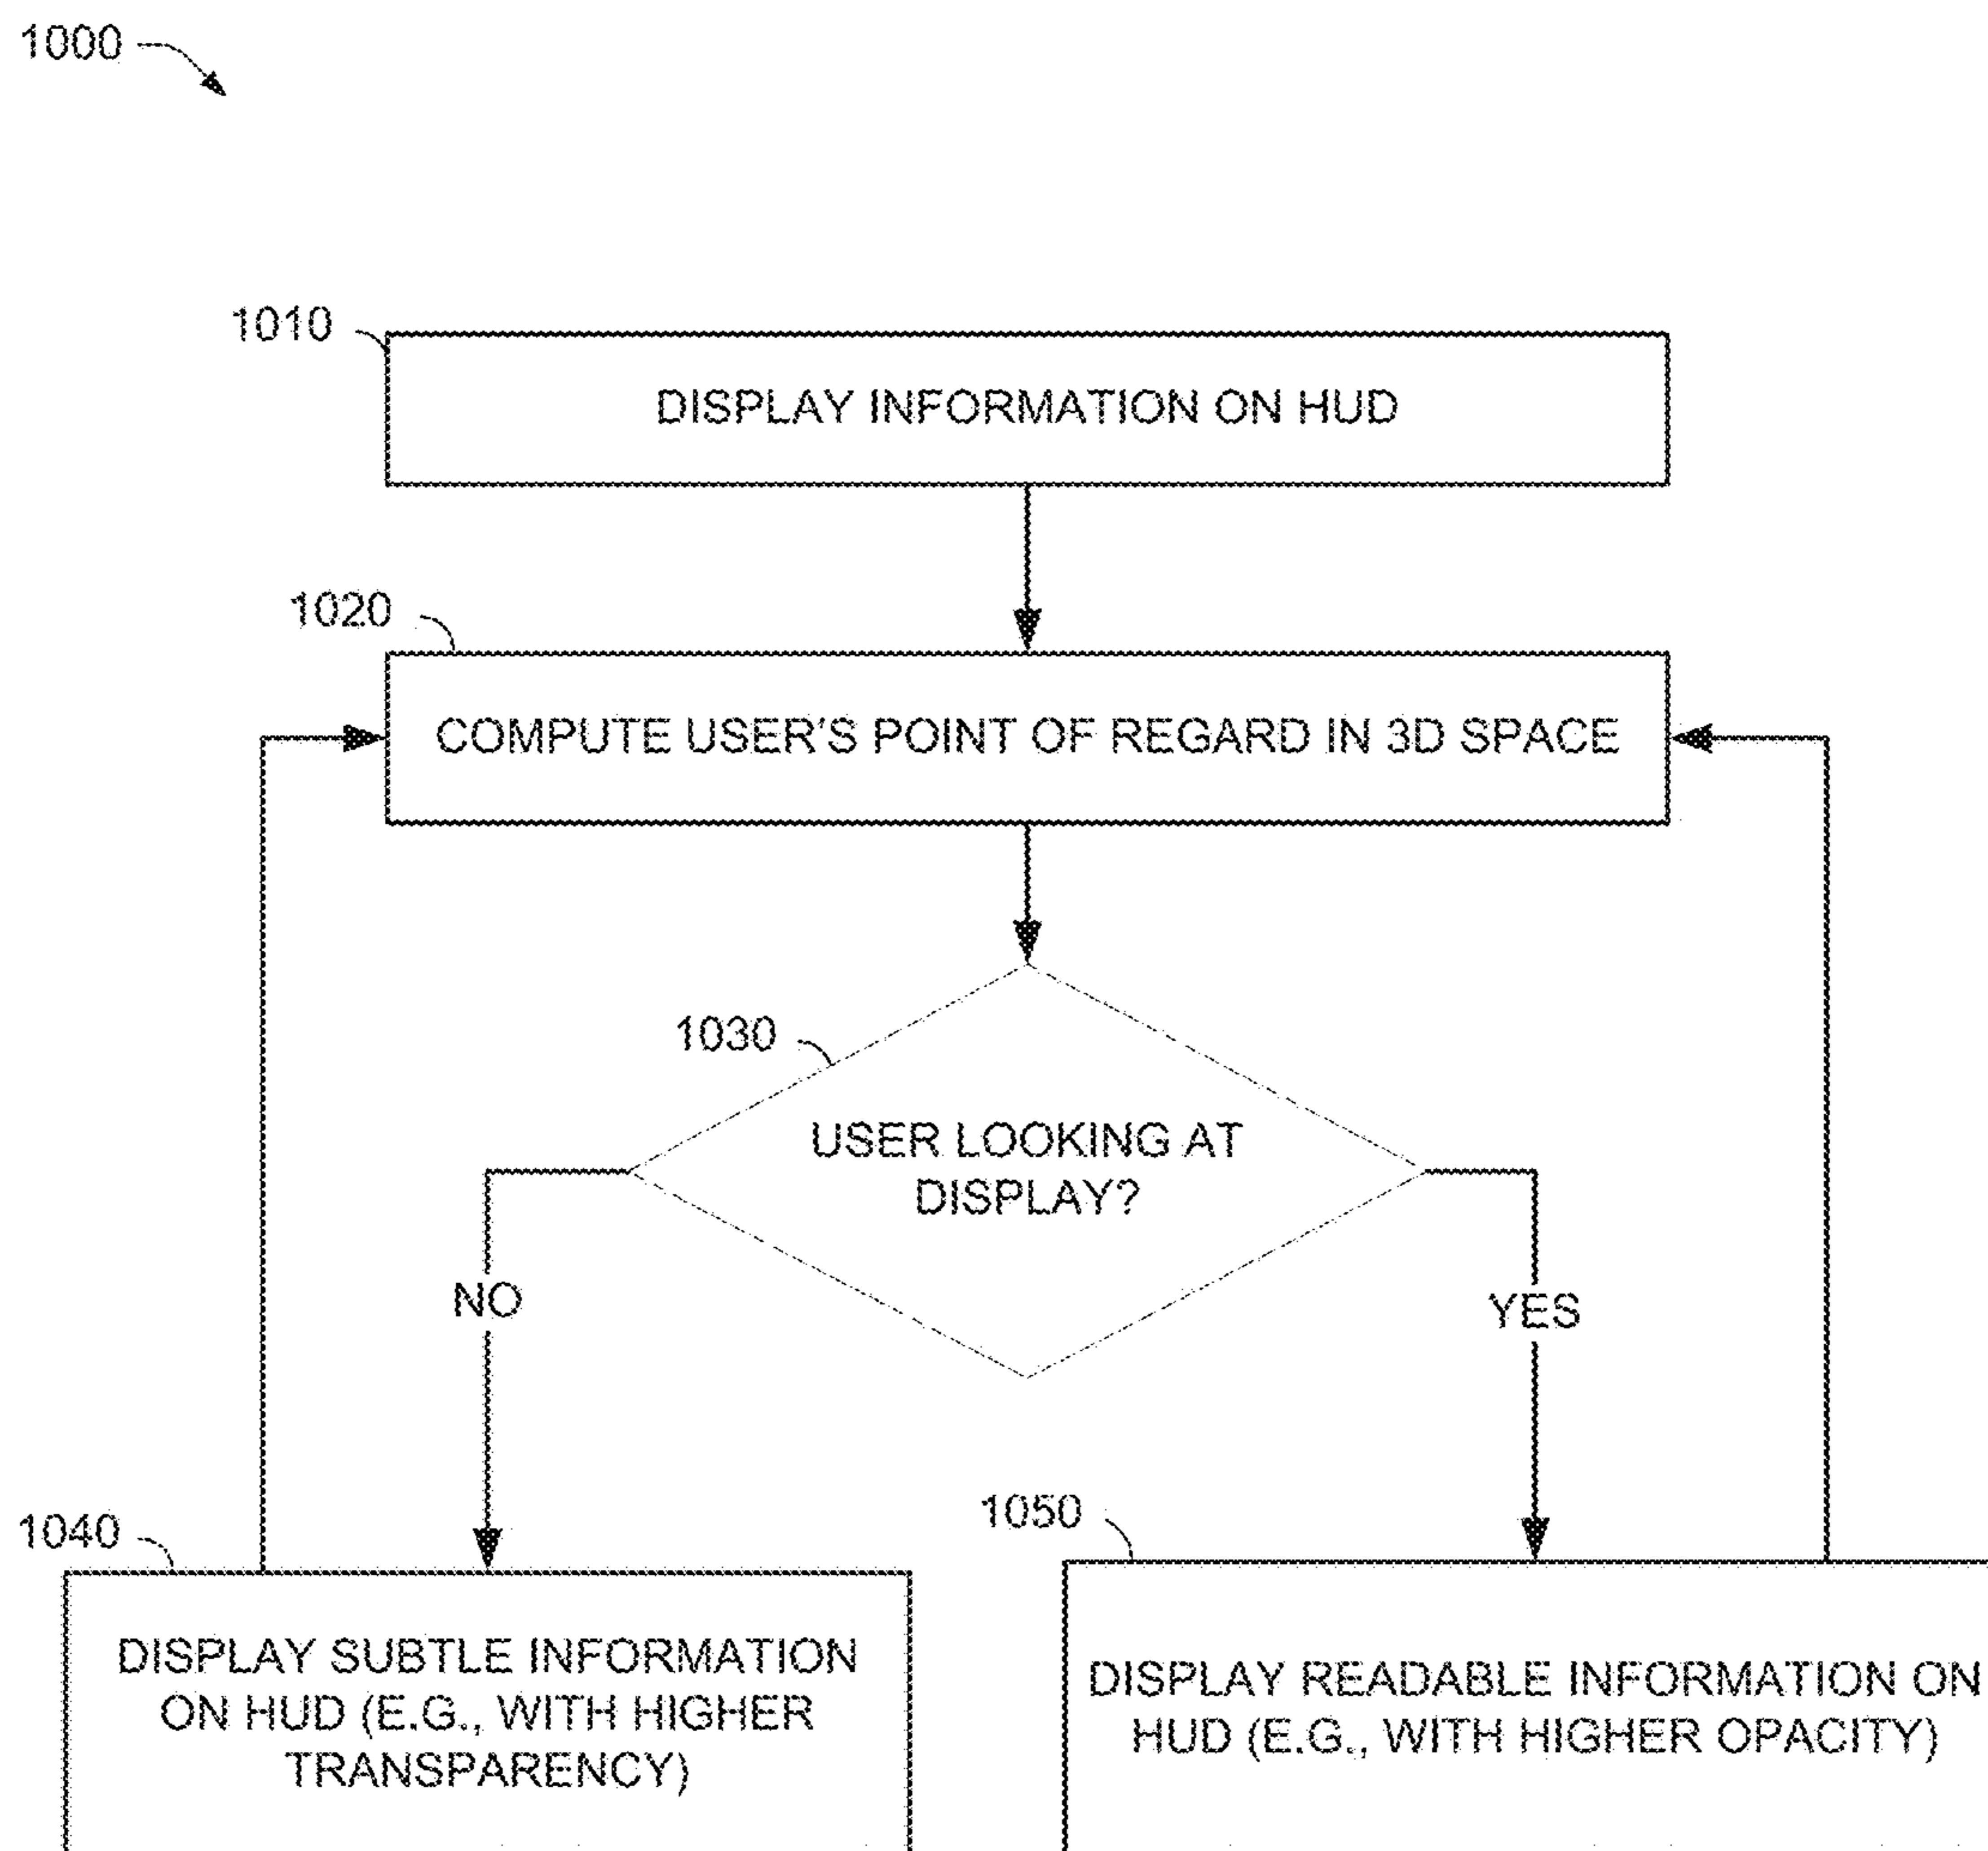 1000
1010
DISPLAY INFORMATION ON HUD
1020
COMPUTE USER'S POINT OF REGARD IN 3D SPACE
1030
USER LOOKING AT
DISPLAY?
NO
YES
1040
DISPLAY SUBTLE INFORMATION
ON HUD (E.G., WITH HIGHER
TRANSPARENCY)
1050
DISPLAY READABLE INFORMATION ON
HUD (E.G., WITH HIGHER OPACITY)